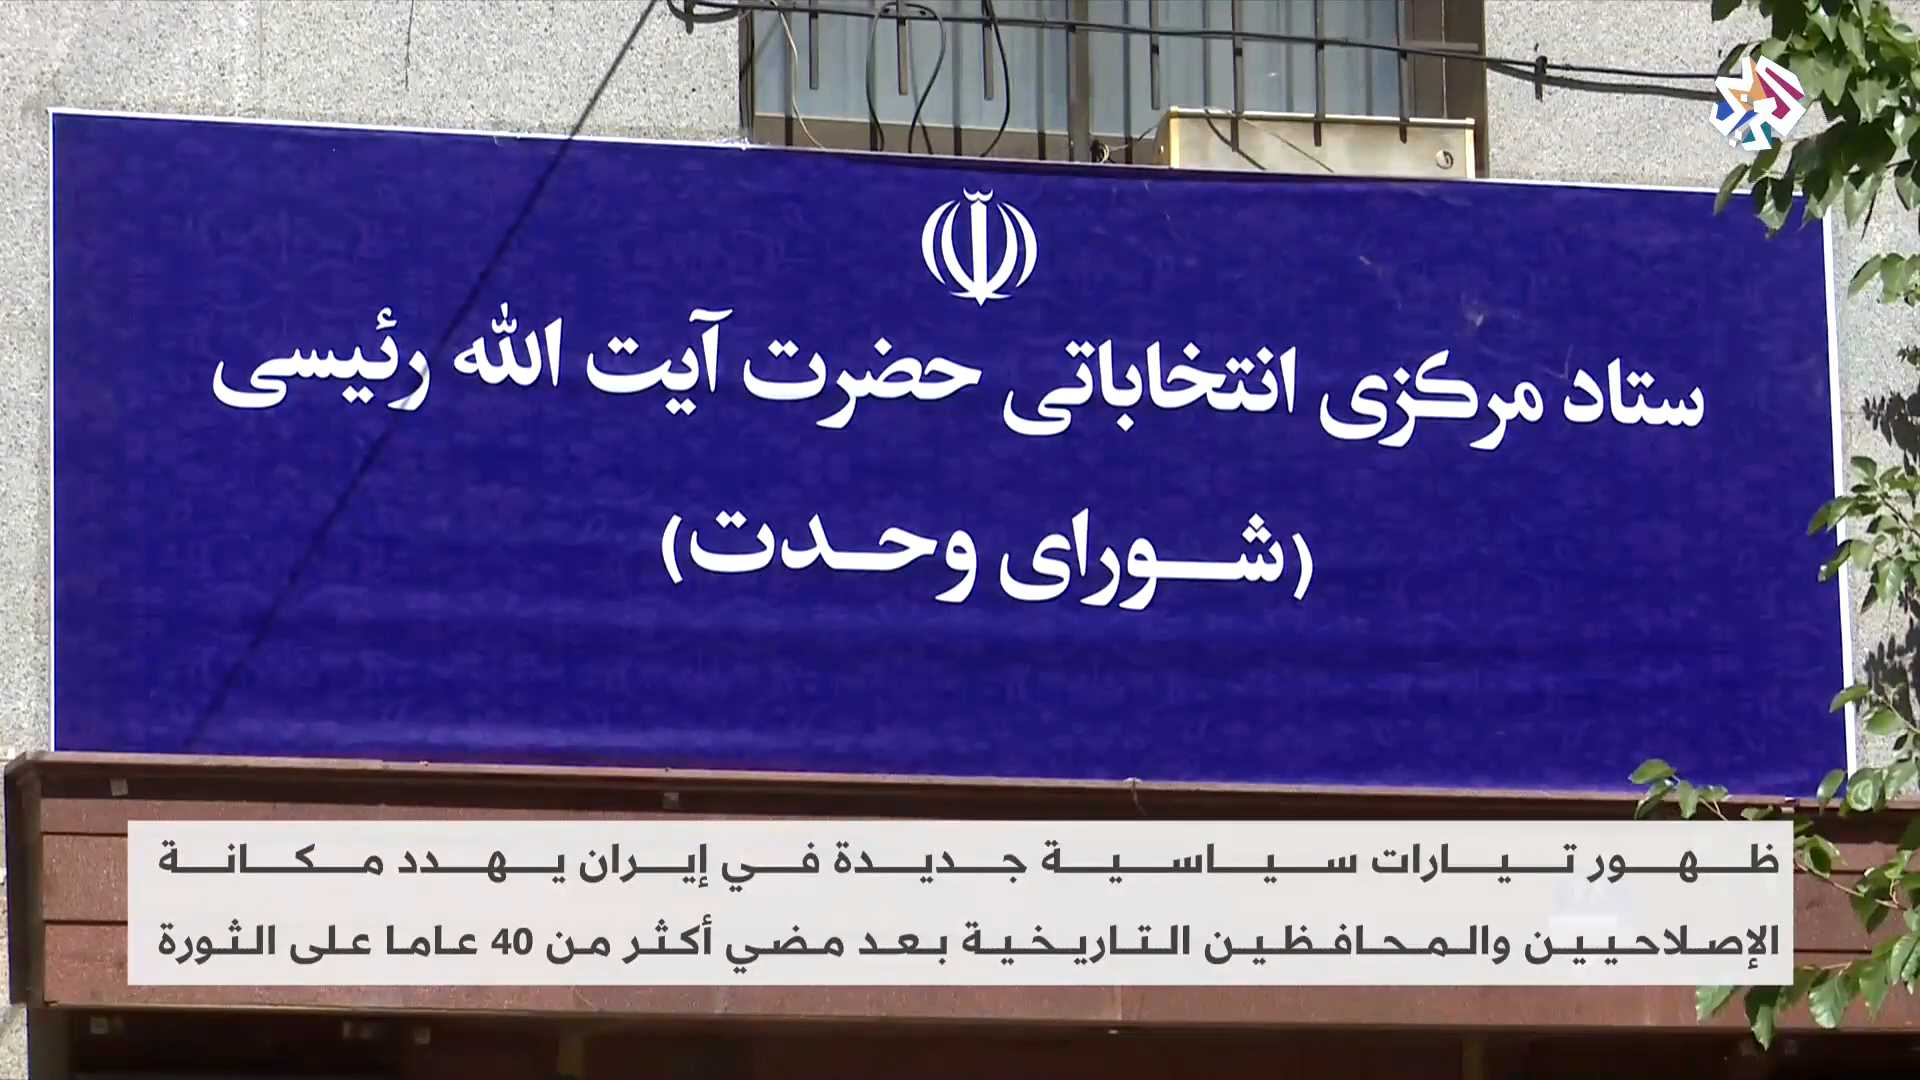 ستاد مرکزی انتخاباتی حضرت آیت الله رئیسی
(شورای وحدت)
ظهور تيارات سياسية جديدة في إيران يهدد مكانة
الإصلاحيين والمحافظين التاريخية بعد مضي أكثر من 40 عاما على الثورة